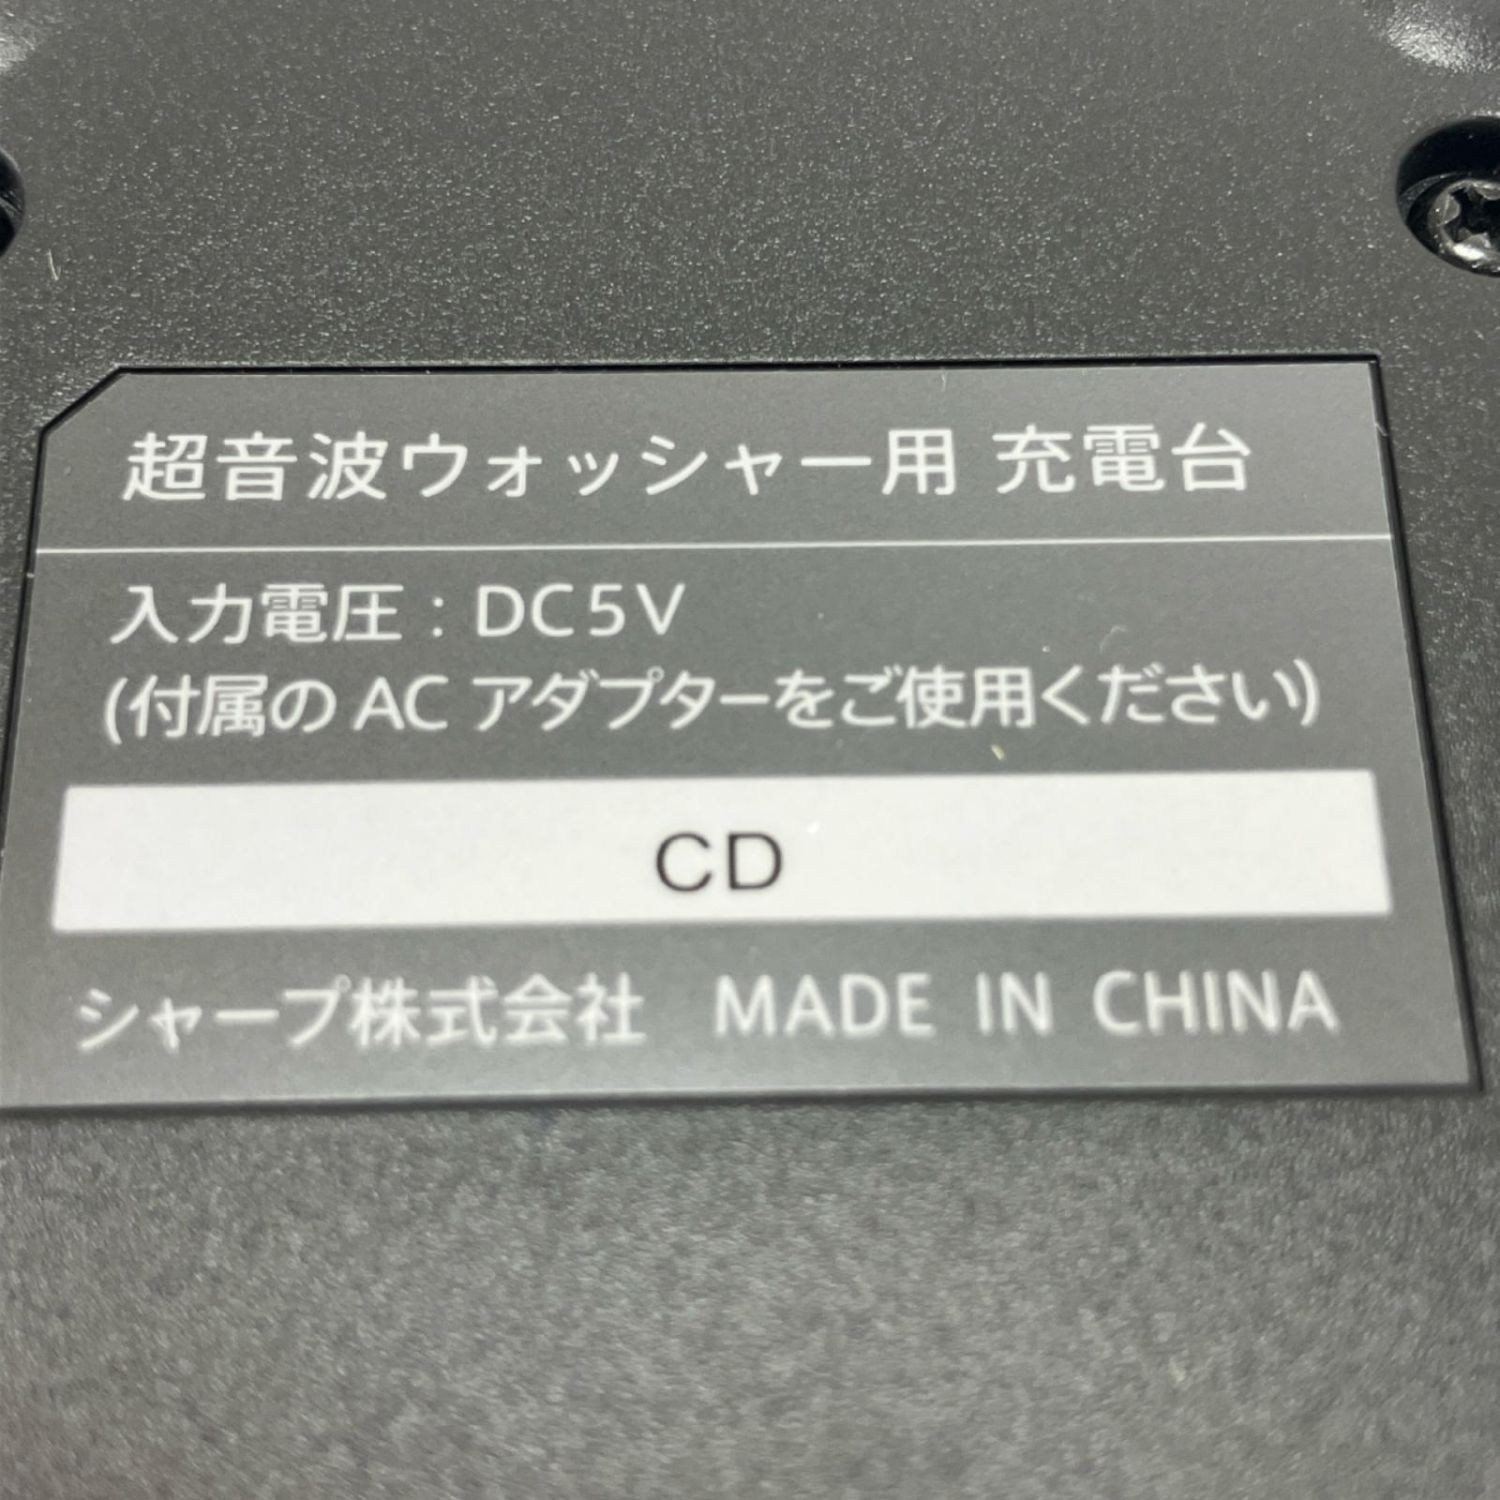 超音波ウォッシャー用 充電台
入力電圧：DC5V
(付属の AC アダプターをご使用ください)
CD
シャープ株式会社 MADE IN CHINA